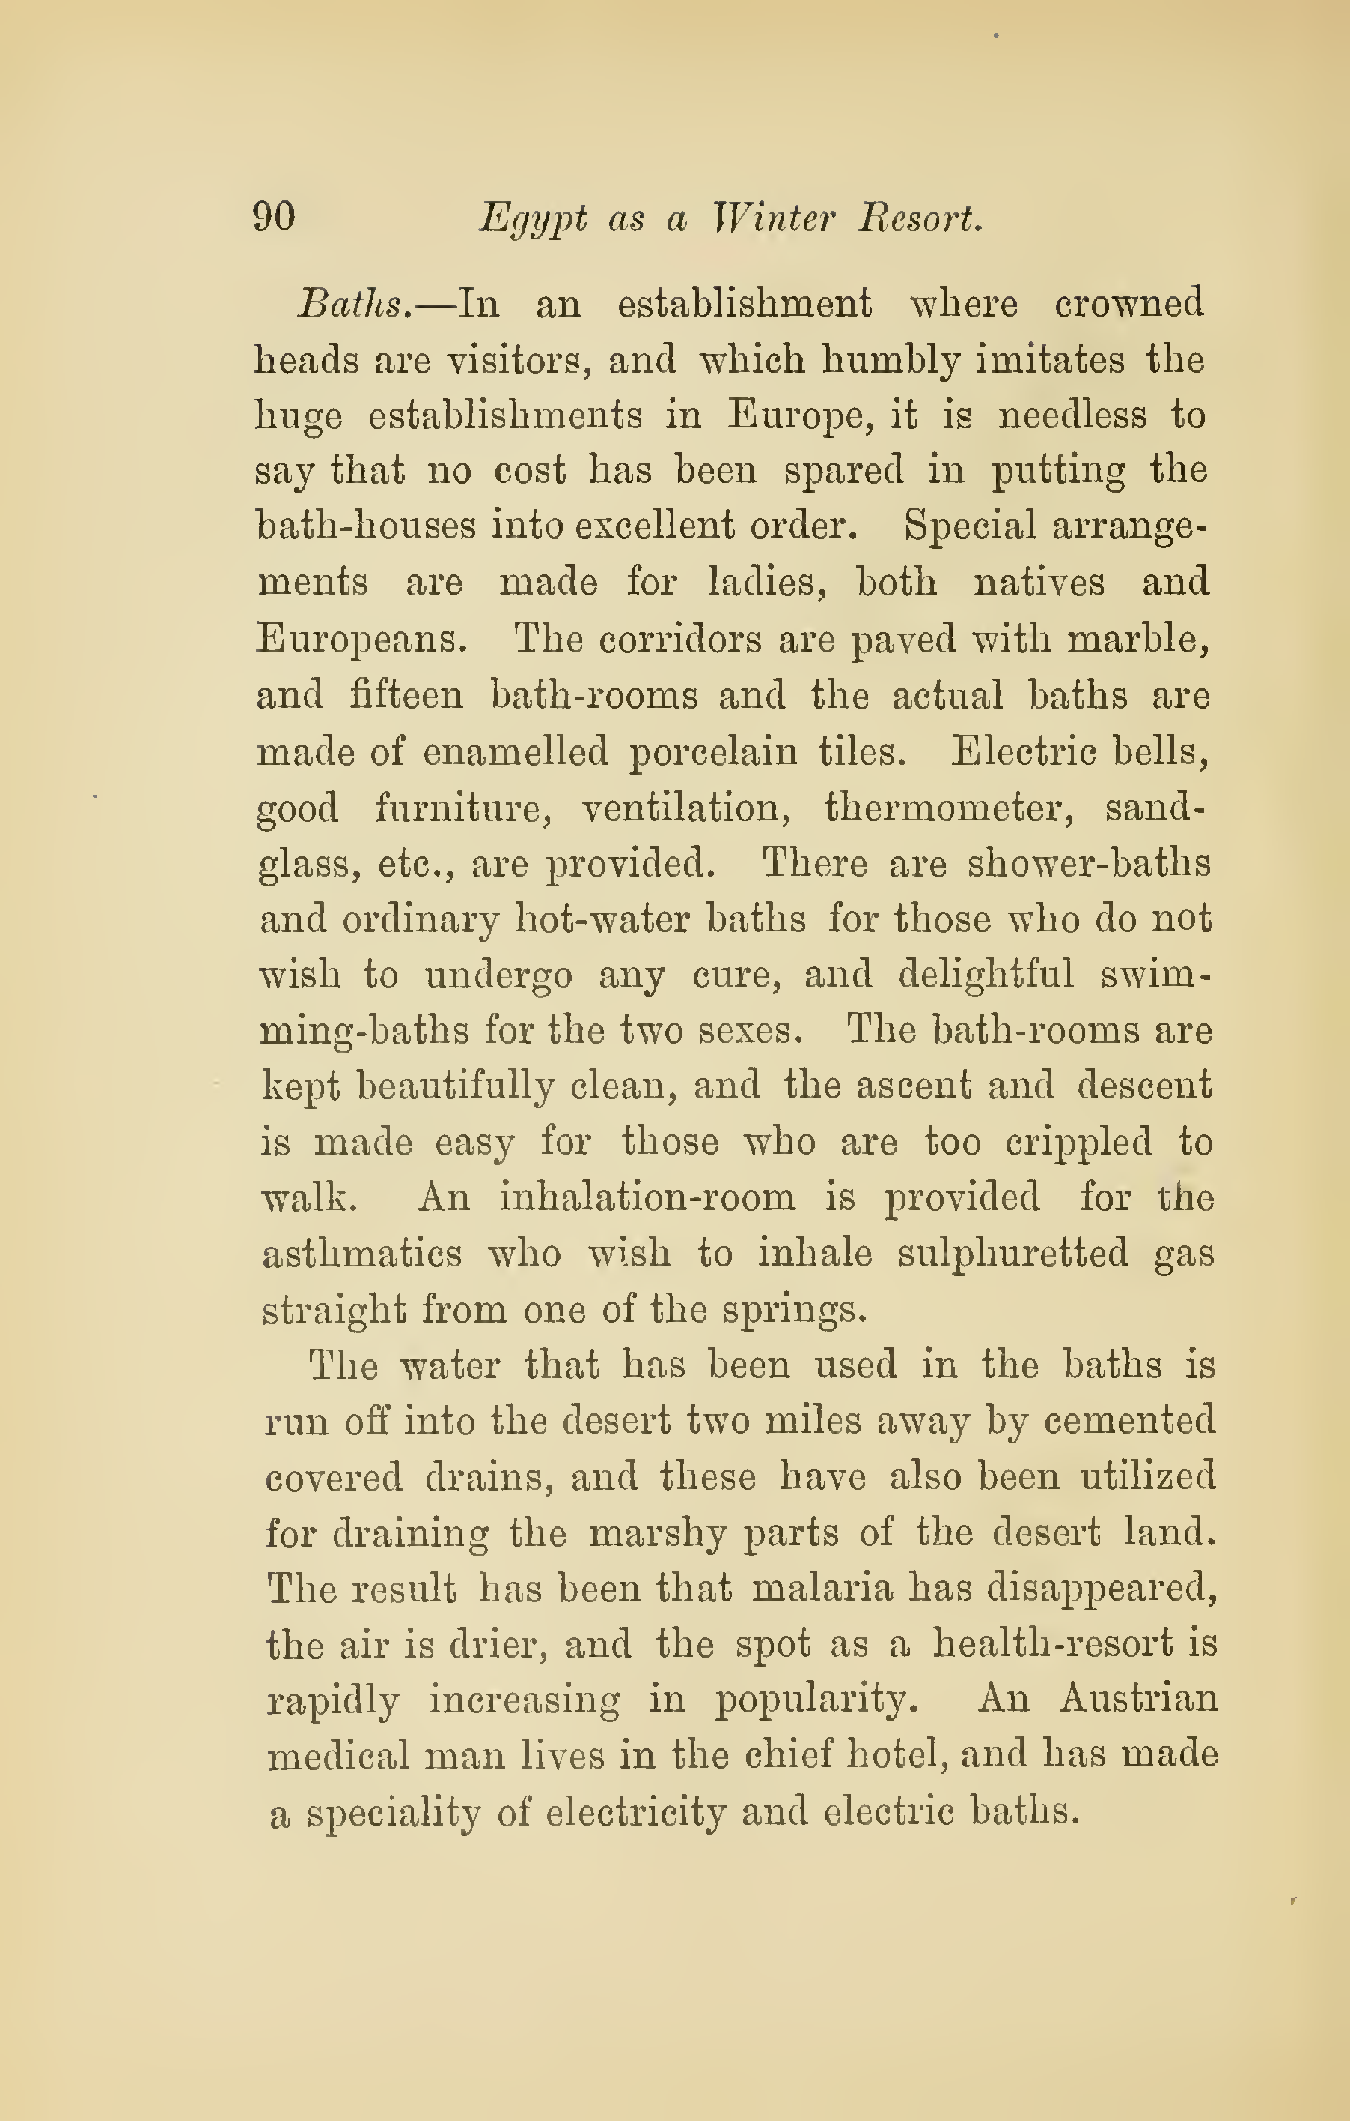 90 Egypt as a Winter Resort.
Baths.—In an establishment where crowned
heads are visitors, and which humbly imitates the
huge establishments in Europe, it is needless to
say that no cost has been spared in putting the
bath-houses into excellent order. Special arrange-
ments are made for ladies, both natives and
Europeans. The corridors are paved with marble,
and fifteen bath-rooms and the actual baths are
made of enamelled porcelain tiles. Electric bells,
good furniture, ventilation, thermometer, sand-
glass, etc., are provided. There are shower-baths
and ordinary hot-water baths for those who do not
wish to undergo any cure, and delightful swim-
ming-baths for the two sexes. The bath-rooms are
kept beautifully clean, and the ascent and descent
is made easy for those who are too crippled to
walk. An inhalation-room is provided for the
asthmatics who wish to inhale sulphuretted gas
straight from one of the springs.
The water that has been used in the baths is
run off into the desert two miles away by cemented
covered drains, and these have also been utilized
for draining the marshy parts of the desert land.
The result has been that malaria has disappeared,
the air is drier, and the spot as a health-resort is
rapidly increasing in popularity. An Austrian
medical man lives in the chief hotel, and has made
a speciality of electricity and electric baths.